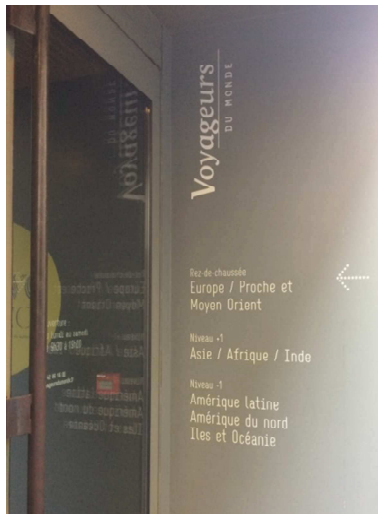 Voyageurs
DU MONDE
Rez de chaussée
Europe / Proche et
Moyen Orient
Niveau +1
Asie / Afrique / Inde
Niveau -1
Amérique latine
Amérique du nord
Iles et Océanie